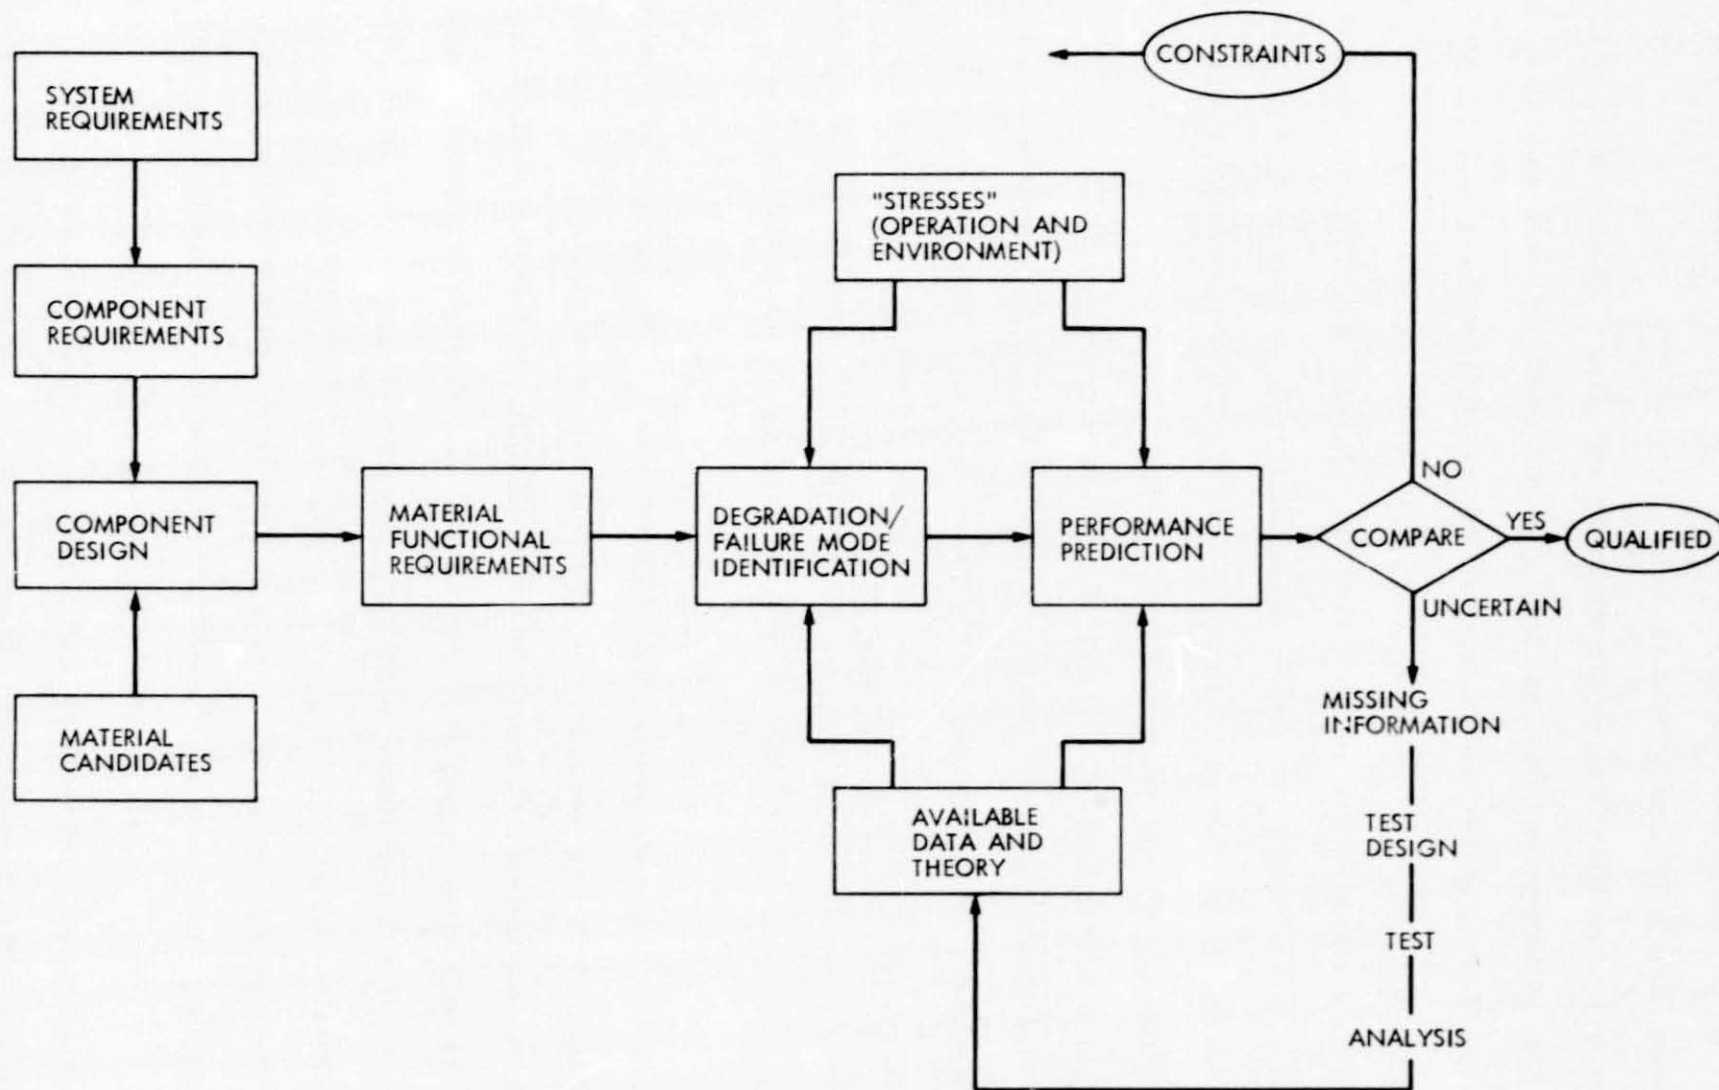 CONSTRAINTS
SYSTEM
REQUIREMENTS
"STRESSES"
(OPERATION AND
ENVIRONMENT)
COMPONENT
REQUIREMENTS
NO
COMPONENT
DESIGN
MATERIAL
FUNCTIONAL
REQUIREMENTS
DEGRADATION/
FAILURE MODE
IDENTIFICATION
PERFORMANCE
PREDICTION
COMPARE
YES
QUALIFIED
UNCERTAIN
MATERIAL
CANDIDATES
MISSING
INFORMATION
AVAILABLE
DATA AND
THEORY
TEST
DESIGN
TEST
ANALYSIS